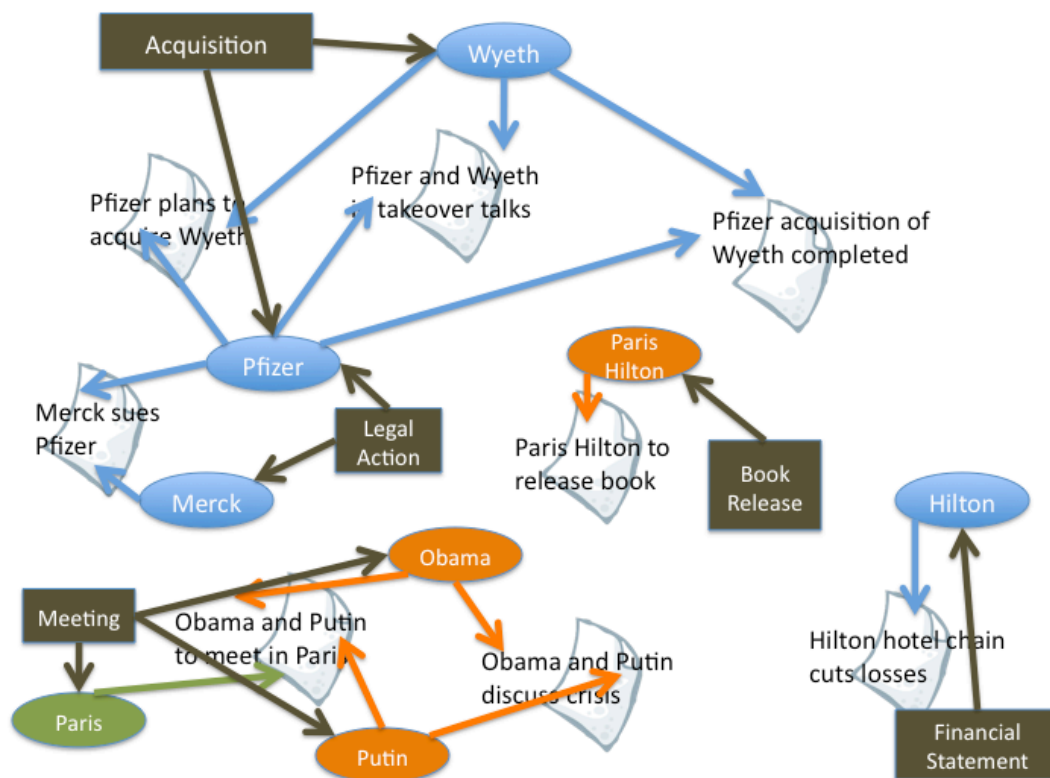 Acquisition
Wyeth
Pfizer plans to
acquire Wyeth
Pfizer and Wyeth
in takeover talks
Pfizer acquisition of
Wyeth completed
Pfizer
Paris
Hilton
Merck sues
Pfizer
Legal
Action
Paris Hilton to
release book
Book
Release
Merck
Hilton
Obama
Meeting
Obama and Putin
to meet in Paris
Obama and Putin
discuss crisis
Hilton hotel chain
cuts losses
Paris
Putin
Financial
Statement